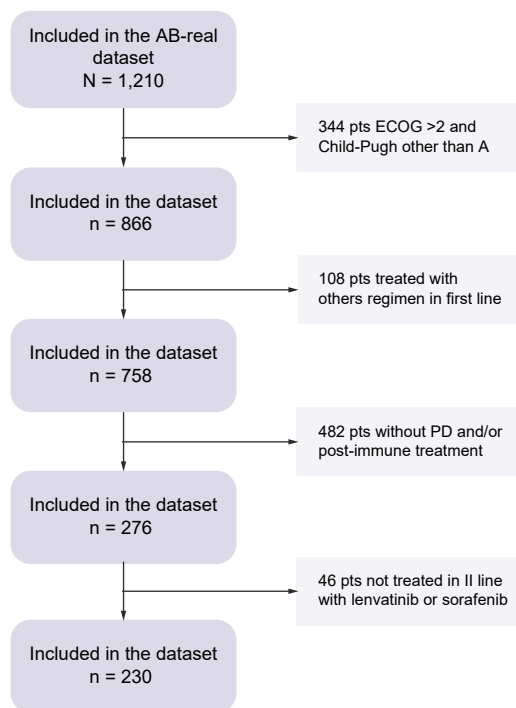 Included in the AB-real
dataset
N = 1,210
344 pts ECOG >2 and
Child-Pugh other than A
Included in the dataset
n = 866
108 pts treated with
others regimen in first line
Included in the dataset
n = 758
482 pts without PD and/or
post-immune treatment
Included in the dataset
n = 276
46 pts not treated in II line
with lenvatinib or sorafenib
Included in the dataset
n = 230